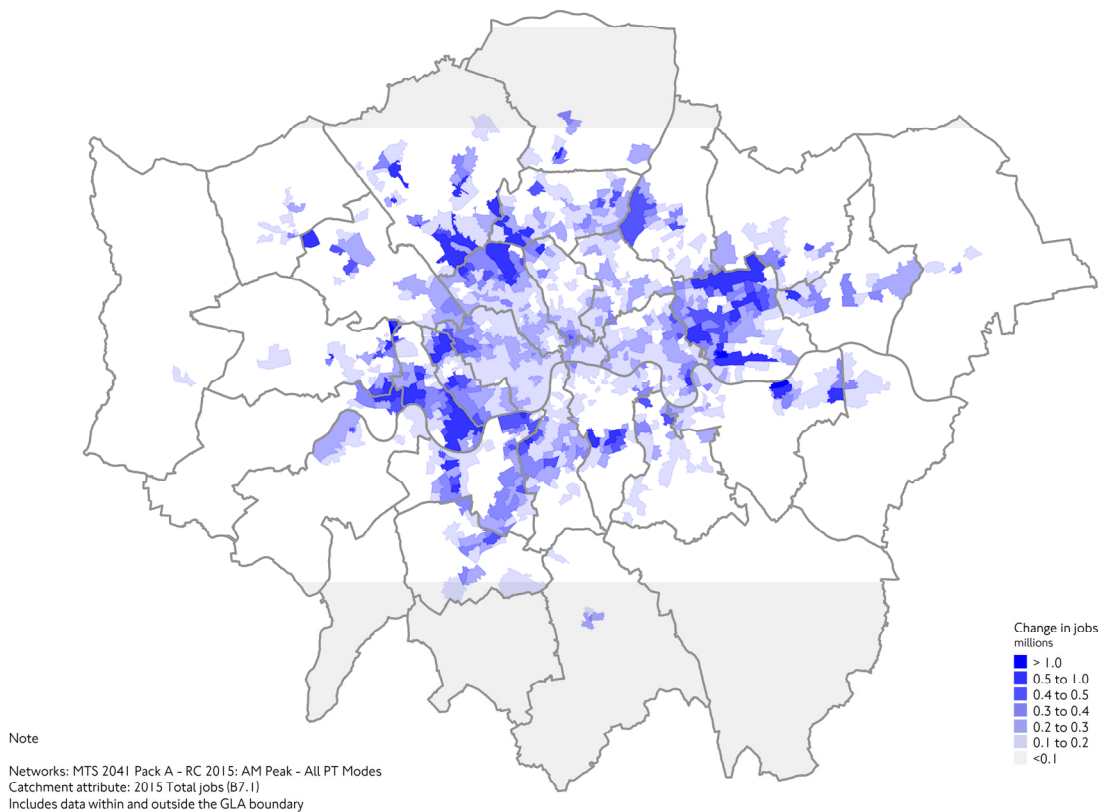 Change in jobs
millions
> 1.0
0.5 to 1.0
0.4 to 0.5
0.3 to 0.4
0.2 to 0.3
0.1 to 0.2
<0.1
Note
Networks: MTS 2041 Pack A - RC 2015: AM Peak - All PT Modes
Catchment attribute: 2015 Total jobs (B7.1)
Includes data within and outside the GLA boundary